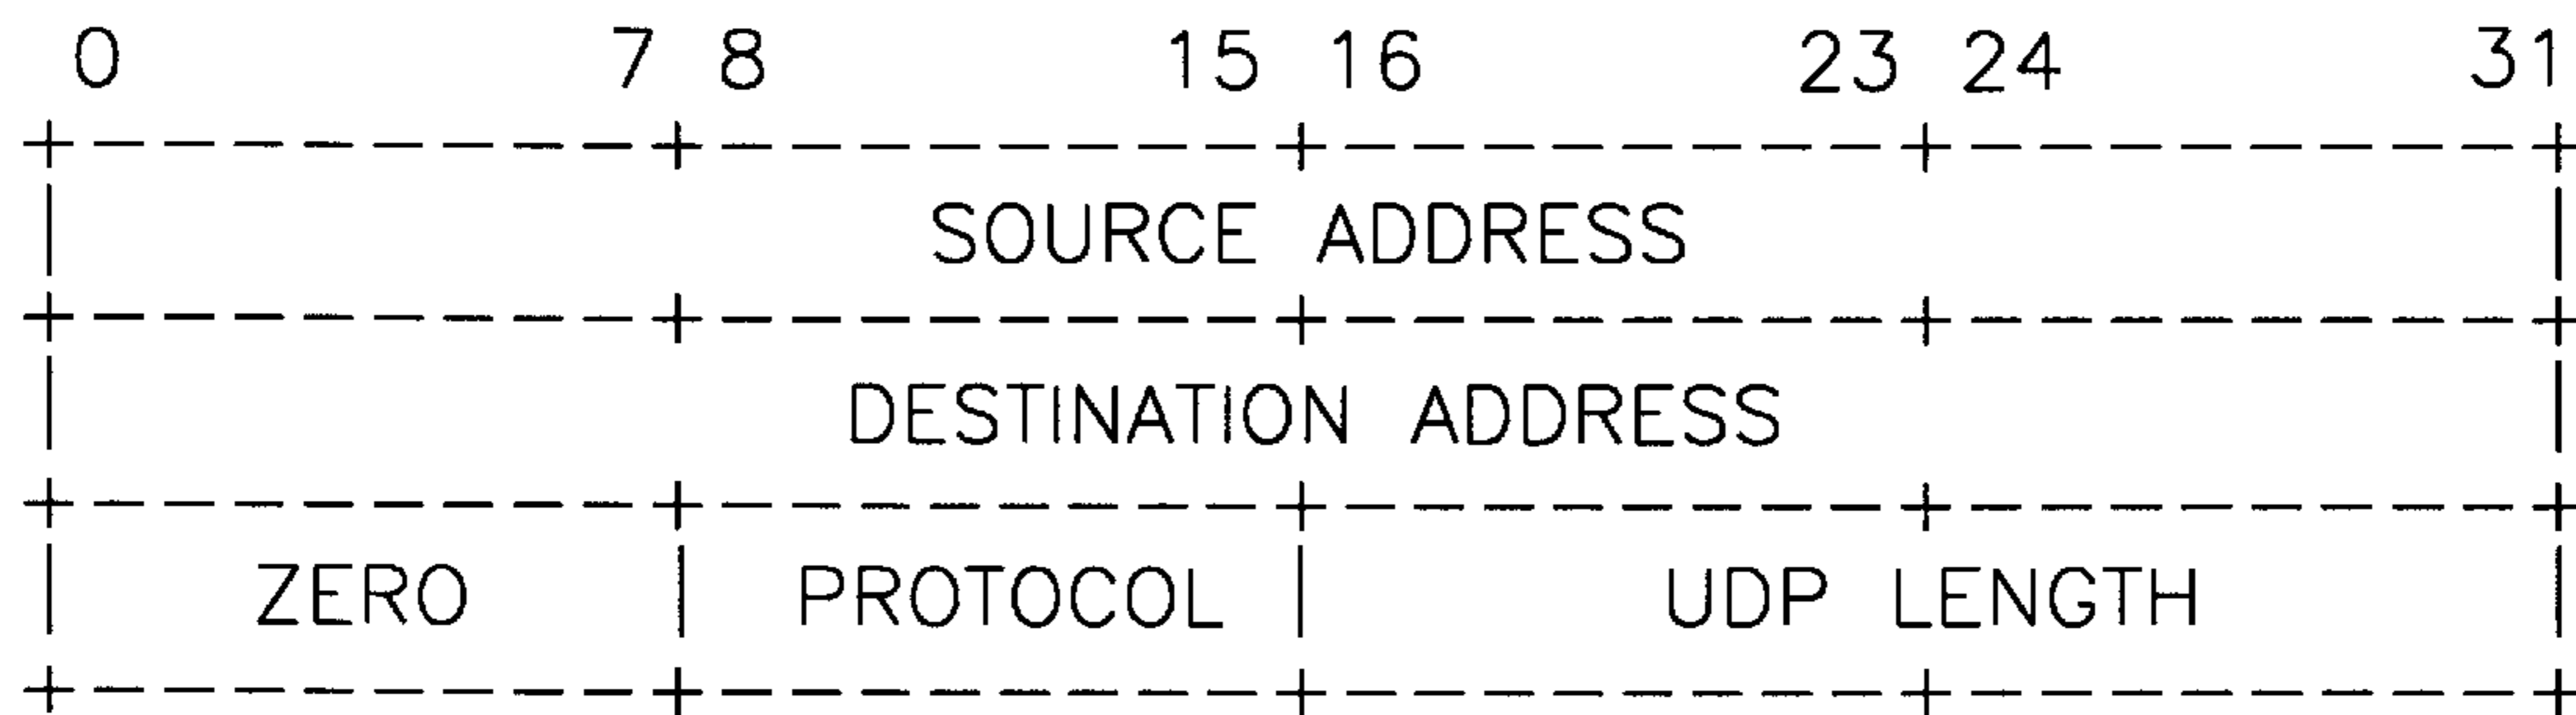 0 7 8 15 16 23 24 31
SOURCE ADDRESS
DESTINATION ADDRESS
ZERO PROTOCOL UDP LENGTH